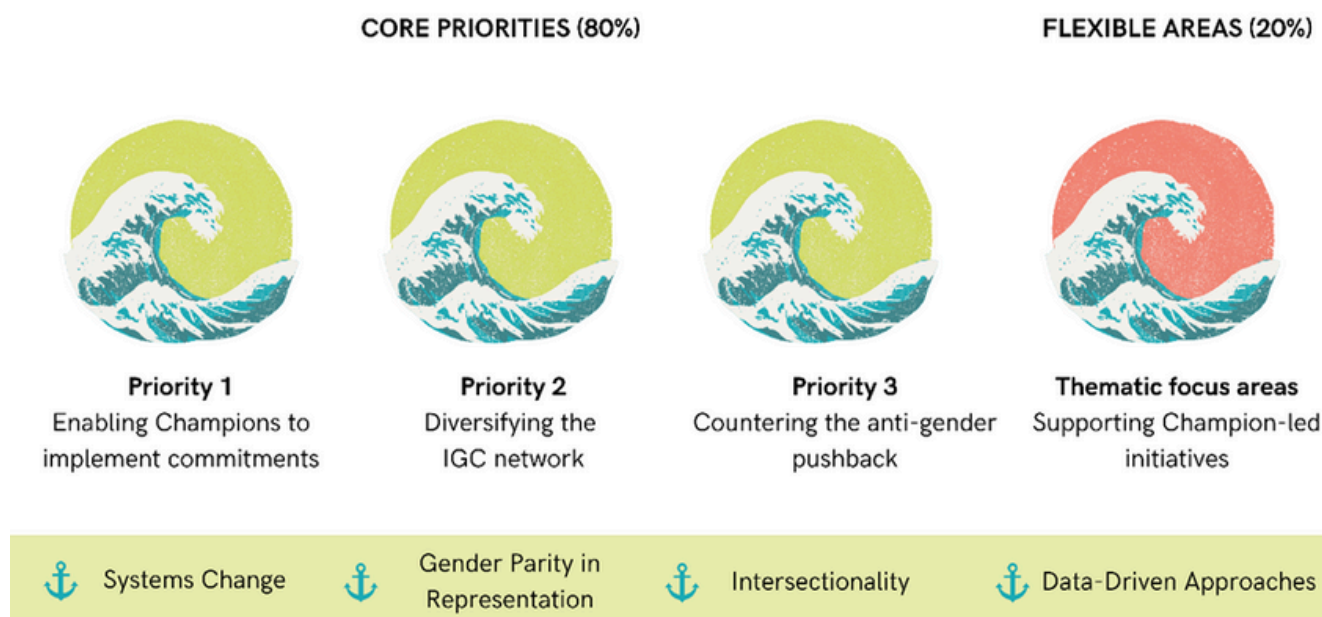 CORE PRIORITIES (80%)
FLEXIBLE AREAS (20%)
Priority 1
Enabling Champions to
implement commitments
Priority 2
Diversifying the
IGC network
Priority 3
Countering the anti-gender
pushback
Thematic focus areas
Supporting Champion-led
initiatives
Systems Change
Gender Parity in
Representation
Intersectionality
Data-Driven Approaches